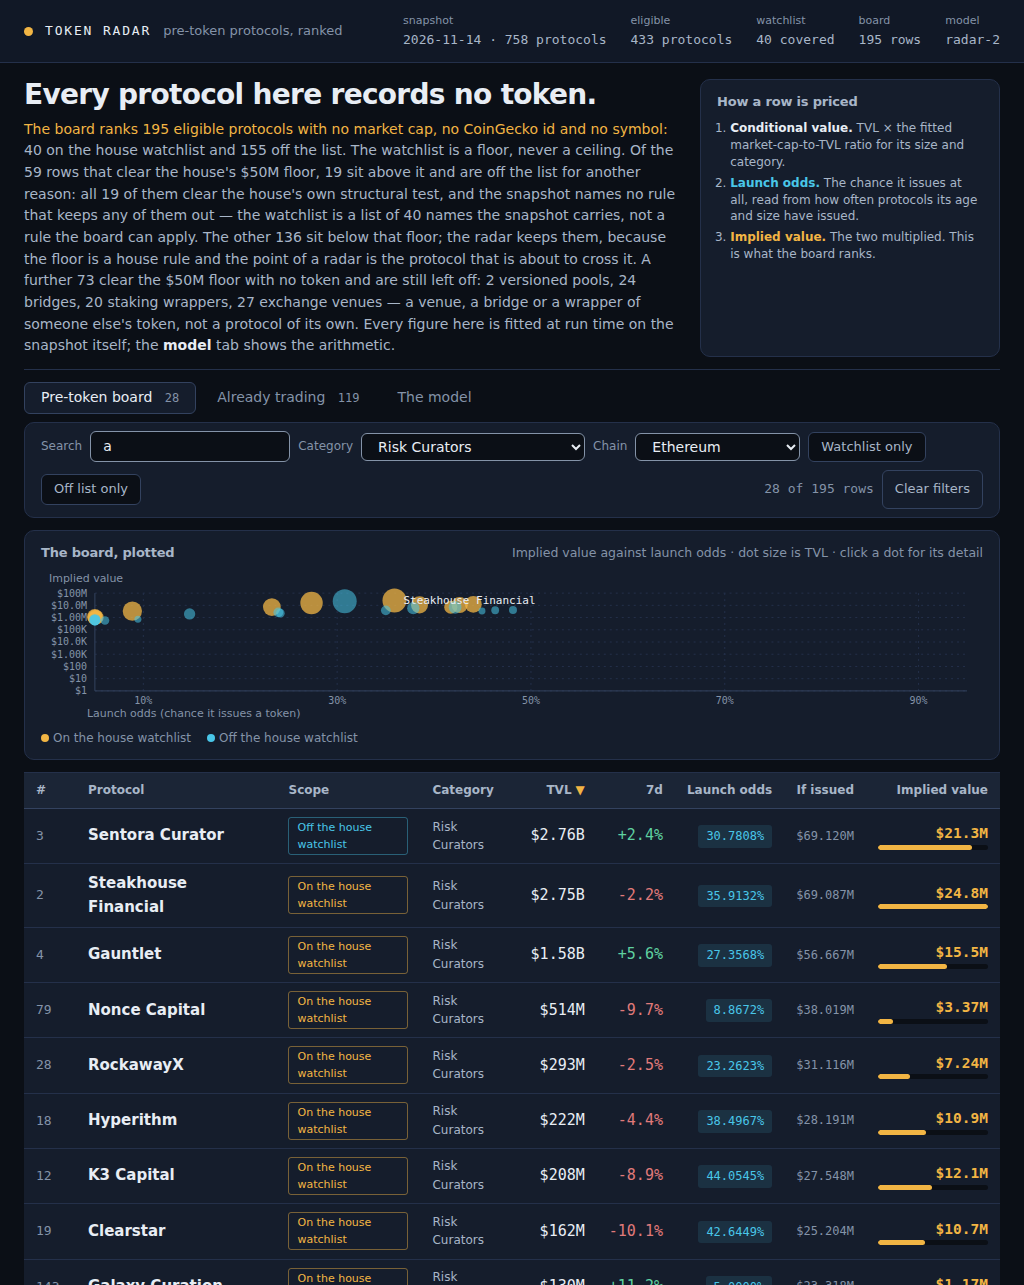 TOKEN RADAR pre-token protocols, ranked
snapshot
2026-11-14 · 758 protocols
eligible
433 protocols
watchlist
40 covered
board
195 rows
model
radar-2
Every protocol here records no token.
The board ranks 195 eligible protocols with no market cap, no CoinGecko id and no symbol:
40 on the house watchlist and 155 off the list. The watchlist is a floor, never a ceiling. Of the
59 rows that clear the house's $50M floor, 19 sit above it and are off the list for another
reason: all 19 of them clear the house's own structural test, and the snapshot names no rule
that keeps any of them out — the watchlist is a list of 40 names the snapshot carries, not a
rule the board can apply. The other 136 sit below that floor; the radar keeps them, because
the floor is a house rule and the point of a radar is the protocol that is about to cross it. A
further 73 clear the $50M floor with no token and are still left off: 2 versioned pools, 24
bridges, 20 staking wrappers, 27 exchange venues — a venue, a bridge or a wrapper of
someone else's token, not a protocol of its own. Every figure here is fitted at run time on the
snapshot itself; the model tab shows the arithmetic.
How a row is priced
1. Conditional value. TVL × the fitted
market-cap-to-TVL ratio for its size and
category.
2. Launch odds. The chance it issues at
all, read from how often protocols its age
and size have issued.
3. Implied value. The two multiplied. This
is what the board ranks.
Pre-token board 28
Already trading 119
The model
Search a Category Risk Curators Chain Ethereum Watchlist only
Off list only 28 of 195 rows Clear filters
The board, plotted
Implied value against launch odds · dot size is TVL · click a dot for its detail
Implied value
$100M
$10.0M
$1.00M
$100K
$10.0K
$1.00K
$100
$10
$1
Steakhouse Financial
10% 30% 50% 70% 90%
Launch odds (chance it issues a token)
On the house watchlist Off the house watchlist
# Protocol Scope Category TVL ▼ 7d Launch odds If issued Implied value
3 Sentora Curator Off the house watchlist Risk Curators $2.76B +2.4% 30.7808% $69.120M $21.3M
2 Steakhouse Financial On the house watchlist Risk Curators $2.75B -2.2% 35.9132% $69.087M $24.8M
4 Gauntlet On the house watchlist Risk Curators $1.58B +5.6% 27.3568% $56.667M $15.5M
79 Nonce Capital On the house watchlist Risk Curators $514M -9.7% 8.8672% $38.019M $3.37M
28 RockawayX On the house watchlist Risk Curators $293M -2.5% 23.2623% $31.116M $7.24M
18 Hyperithm On the house watchlist Risk Curators $222M -4.4% 38.4967% $28.191M $10.9M
12 K3 Capital On the house watchlist Risk Curators $208M -8.9% 44.0545% $27.548M $12.1M
19 Clearstar On the house watchlist Risk Curators $162M -10.1% 42.6449% $25.204M $10.7M
Galaxy Curation On the house Risk $130M +11.2% $1.17M